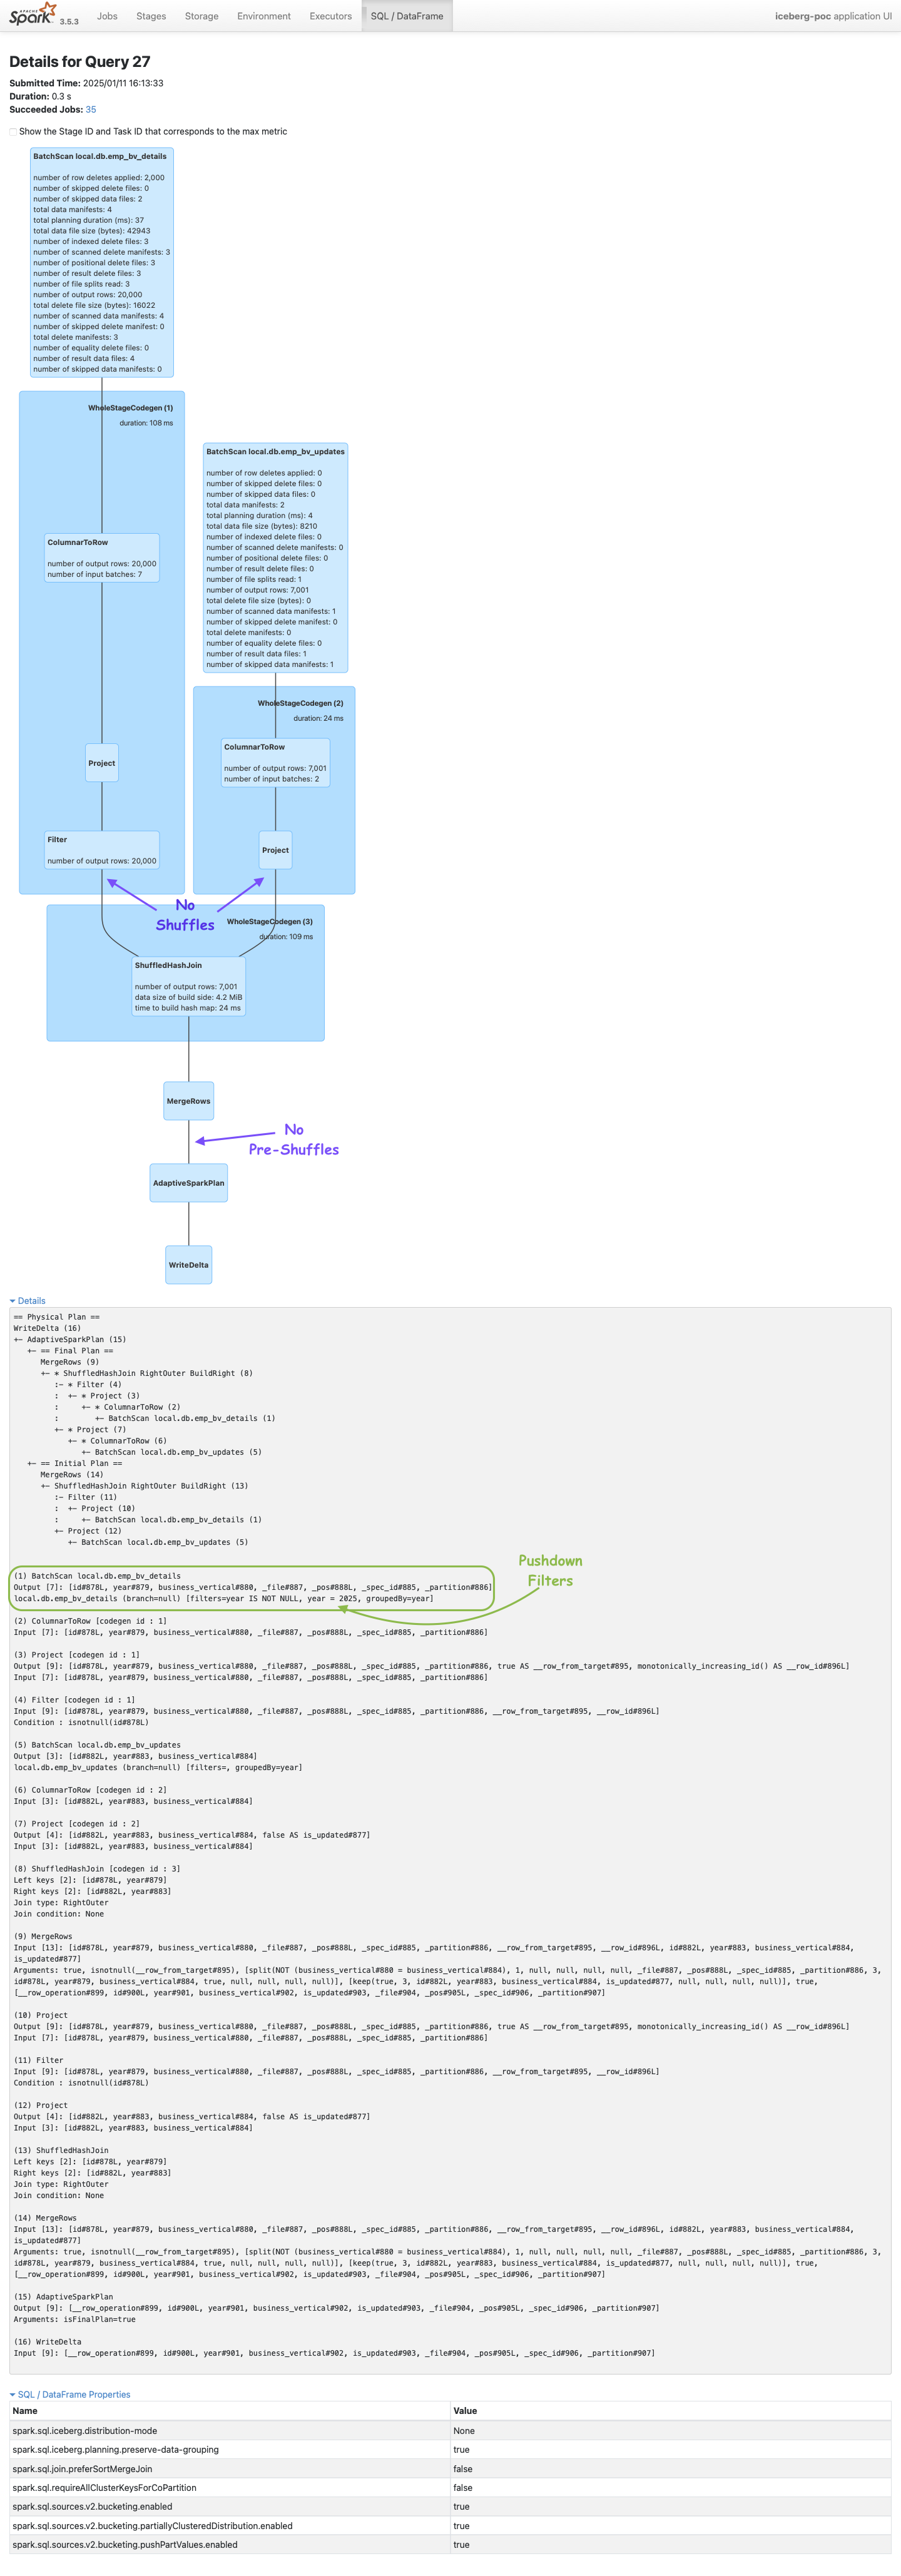 APACHE
Spark 3.5.3 Jobs Stages Storage Environment Executors SQL / DataFrame iceberg-poc application UI
Details for Query 27
Submitted Time: 2025/01/11 16:13:33
Duration: 0.3 s
Succeeded Jobs: 35
Show the Stage ID and Task ID that corresponds to the max metric
BatchScan local.db.emp_bv_details
number of row deletes applied: 2,000
number of skipped delete files: 0
number of skipped data files: 2
total data manifests: 4
total planning duration (ms): 37
total data file size (bytes): 42943
number of indexed delete files: 3
number of scanned delete manifests: 3
number of positional delete files: 3
number of result delete files: 3
number of file splits read: 3
number of output rows: 20,000
total delete file size (bytes): 16022
number of scanned data manifests: 4
number of skipped delete manifest: 0
total delete manifests: 3
number of equality delete files: 0
number of result data files: 4
number of skipped data manifests: 0
WholeStageCodegen (1)
duration: 108 ms
ColumnarToRow
number of output rows: 20,000
number of input batches: 7
Project
Filter
number of output rows: 20,000
BatchScan local.db.emp_bv_updates
number of row deletes applied: 0
number of skipped delete files: 0
number of skipped data files: 0
total data manifests: 2
total planning duration (ms): 4
total data file size (bytes): 8210
number of indexed delete files: 0
number of scanned delete manifests: 0
number of positional delete files: 0
number of result delete files: 0
number of file splits read: 1
number of output rows: 7,001
total delete file size (bytes): 0
number of scanned data manifests: 1
number of skipped delete manifest: 0
total delete manifests: 0
number of equality delete files: 0
number of result data files: 1
number of skipped data manifests: 1
WholeStageCodegen (2)
duration: 24 ms
ColumnarToRow
number of output rows: 7,001
number of input batches: 2
Project
No
Shuffles
WholeStageCodegen (3)
duration: 109 ms
ShuffledHashJoin
number of output rows: 7,001
data size of build side: 4.2 MiB
time to build hash map: 24 ms
MergeRows
No
Pre-Shuffles
AdaptiveSparkPlan
WriteDelta
Details
== Physical Plan ==
WriteDelta (16)
+- AdaptiveSparkPlan (15)
   +- == Final Plan ==
      MergeRows (9)
      +- * ShuffledHashJoin RightOuter BuildRight (8)
         :- * Filter (4)
         :  +- * Project (3)
         :     +- * ColumnarToRow (2)
         :        +- BatchScan local.db.emp_bv_details (1)
         +- * Project (7)
            +- * ColumnarToRow (6)
               +- BatchScan local.db.emp_bv_updates (5)
   +- == Initial Plan ==
      MergeRows (14)
      +- ShuffledHashJoin RightOuter BuildRight (13)
         :- Filter (11)
         :  +- Project (10)
         :     +- BatchScan local.db.emp_bv_details (1)
         +- Project (12)
            +- BatchScan local.db.emp_bv_updates (5)
Pushdown
Filters
(1) BatchScan local.db.emp_bv_details
Output [7]: [id#878L, year#879, business_vertical#880, _file#887, _pos#888L, _spec_id#885, _partition#886]
local.db.emp_bv_details (branch=null) [filters=year IS NOT NULL, year = 2025, groupedBy=year]
(2) ColumnarToRow [codegen id : 1]
Input [7]: [id#878L, year#879, business_vertical#880, _file#887, _pos#888L, _spec_id#885, _partition#886]
(3) Project [codegen id : 1]
Output [9]: [id#878L, year#879, business_vertical#880, _file#887, _pos#888L, _spec_id#885, _partition#886, true AS __row_from_target#895, monotonically_increasing_id() AS __row_id#896L]
Input [7]: [id#878L, year#879, business_vertical#880, _file#887, _pos#888L, _spec_id#885, _partition#886]
(4) Filter [codegen id : 1]
Input [9]: [id#878L, year#879, business_vertical#880, _file#887, _pos#888L, _spec_id#885, _partition#886, __row_from_target#895, __row_id#896L]
Condition : isnotnull(id#878L)
(5) BatchScan local.db.emp_bv_updates
Output [3]: [id#882L, year#883, business_vertical#884]
local.db.emp_bv_updates (branch=null) [filters=, groupedBy=year]
(6) ColumnarToRow [codegen id : 2]
Input [3]: [id#882L, year#883, business_vertical#884]
(7) Project [codegen id : 2]
Output [4]: [id#882L, year#883, business_vertical#884, false AS is_updated#877]
Input [3]: [id#882L, year#883, business_vertical#884]
(8) ShuffledHashJoin [codegen id : 3]
Left keys [2]: [id#878L, year#879]
Right keys [2]: [id#882L, year#883]
Join type: RightOuter
Join condition: None
(9) MergeRows
Input [13]: [id#878L, year#879, business_vertical#880, _file#887, _pos#888L, _spec_id#885, _partition#886, __row_from_target#895, __row_id#896L, id#882L, year#883, business_vertical#884,
is_updated#877]
Arguments: true, isnotnull(__row_from_target#895), [split(NOT (business_vertical#880 = business_vertical#884), 1, null, null, null, null, _file#887, _pos#888L, _spec_id#885, _partition#886, 3,
id#878L, year#879, business_vertical#884, true, null, null, null, null)], [keep(true, 3, id#882L, year#883, business_vertical#884, is_updated#877, null, null, null, null)], true,
[__row_operation#899, id#900L, year#901, business_vertical#902, is_updated#903, _file#904, _pos#905L, _spec_id#906, _partition#907]
(10) Project
Output [9]: [id#878L, year#879, business_vertical#880, _file#887, _pos#888L, _spec_id#885, _partition#886, true AS __row_from_target#895, monotonically_increasing_id() AS __row_id#896L]
Input [7]: [id#878L, year#879, business_vertical#880, _file#887, _pos#888L, _spec_id#885, _partition#886]
(11) Filter
Input [9]: [id#878L, year#879, business_vertical#880, _file#887, _pos#888L, _spec_id#885, _partition#886, __row_from_target#895, __row_id#896L]
Condition : isnotnull(id#878L)
(12) Project
Output [4]: [id#882L, year#883, business_vertical#884, false AS is_updated#877]
Input [3]: [id#882L, year#883, business_vertical#884]
(13) ShuffledHashJoin
Left keys [2]: [id#878L, year#879]
Right keys [2]: [id#882L, year#883]
Join type: RightOuter
Join condition: None
(14) MergeRows
Input [13]: [id#878L, year#879, business_vertical#880, _file#887, _pos#888L, _spec_id#885, _partition#886, __row_from_target#895, __row_id#896L, id#882L, year#883, business_vertical#884,
is_updated#877]
Arguments: true, isnotnull(__row_from_target#895), [split(NOT (business_vertical#880 = business_vertical#884), 1, null, null, null, null, _file#887, _pos#888L, _spec_id#885, _partition#886, 3,
id#878L, year#879, business_vertical#884, true, null, null, null, null)], [keep(true, 3, id#882L, year#883, business_vertical#884, is_updated#877, null, null, null, null)], true,
[__row_operation#899, id#900L, year#901, business_vertical#902, is_updated#903, _file#904, _pos#905L, _spec_id#906, _partition#907]
(15) AdaptiveSparkPlan
Output [9]: [__row_operation#899, id#900L, year#901, business_vertical#902, is_updated#903, _file#904, _pos#905L, _spec_id#906, _partition#907]
Arguments: isFinalPlan=true
(16) WriteDelta
Input [9]: [__row_operation#899, id#900L, year#901, business_vertical#902, is_updated#903, _file#904, _pos#905L, _spec_id#906, _partition#907]
SQL / DataFrame Properties
Name Value
spark.sql.iceberg.distribution-mode None
spark.sql.iceberg.planning.preserve-data-grouping true
spark.sql.join.preferSortMergeJoin false
spark.sql.requireAllClusterKeysForCoPartition false
spark.sql.sources.v2.bucketing.enabled true
spark.sql.sources.v2.bucketing.partiallyClusteredDistribution.enabled true
spark.sql.sources.v2.bucketing.pushPartValues.enabled true